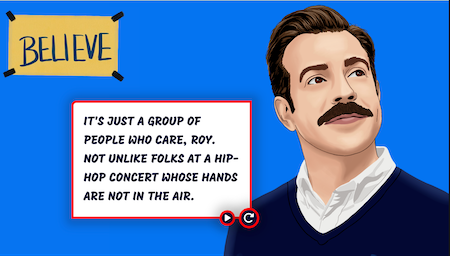 BELIEVE
IT'S JUST A GROUP OF
PEOPLE WHO CARE, ROY.
NOT UNLIKE FOLKS AT A HIP-
HOP CONCERT WHOSE HANDS
ARE NOT IN THE AIR.